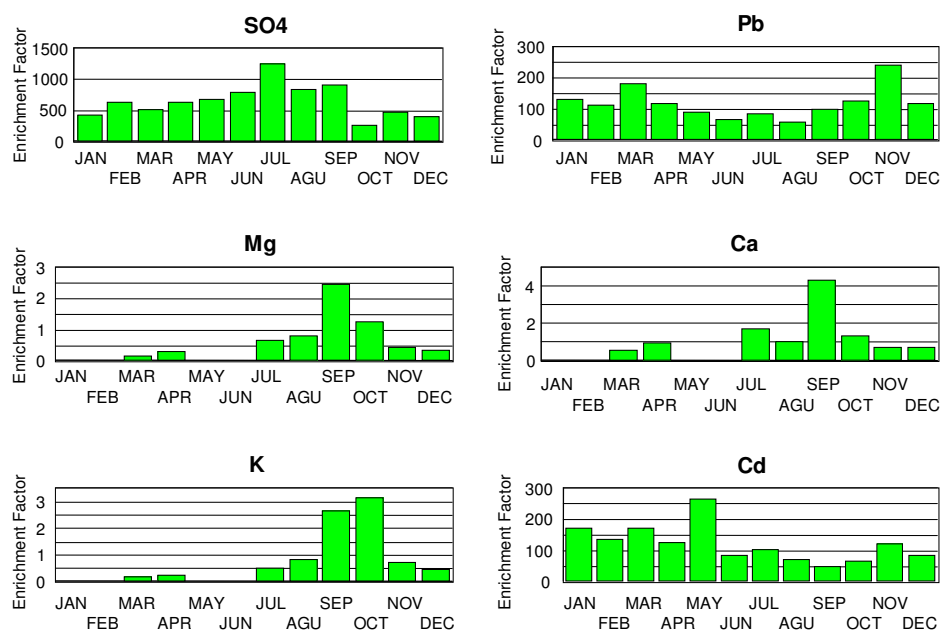 SO4
Enrichment Factor
1500
1000
500
0
JAN MAR MAY JUL SEP NOV
FEB APR JUN AGU OCT DEC
Pb
Enrichment Factor
300
200
100
0
JAN MAR MAY JUL SEP NOV
FEB APR JUN AGU OCT DEC
Mg
Enrichment Factor
3
2
1
0
JAN MAR MAY JUL SEP NOV
FEB APR JUN AGU OCT DEC
Ca
Enrichment Factor
4
2
0
JAN MAR MAY JUL SEP NOV
FEB APR JUN AGU OCT DEC
K
Enrichment Factor
3
2
1
0
JAN MAR MAY JUL SEP NOV
FEB APR JUN AGU OCT DEC
Cd
Enrichment Factor
300
200
100
0
JAN MAR MAY JUL SEP NOV
FEB APR JUN AGU OCT DEC